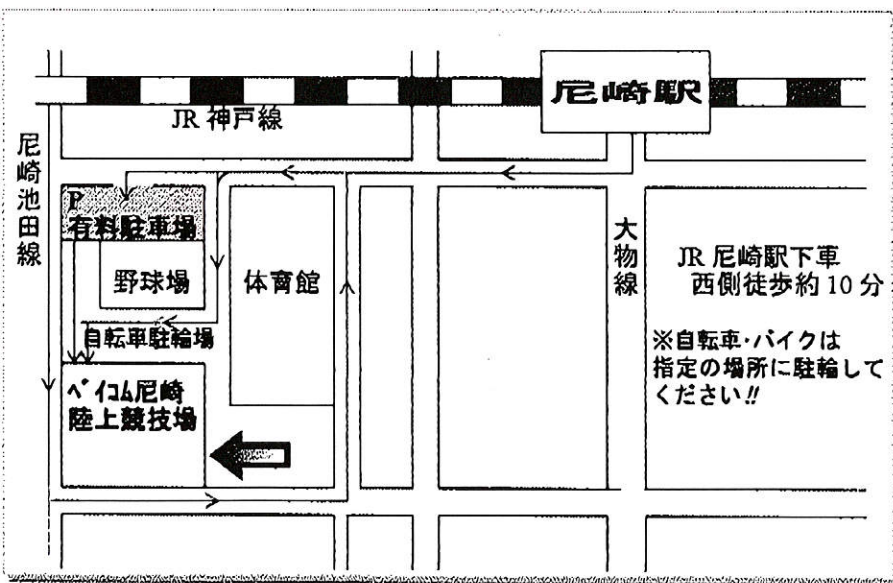 尼崎駅
JR 神戸線
尼崎池田線
P
有料駐車場
野球場
体育館
自転車駐輪場
ベイコム尼崎
陸上競技場
大物線
JR 尼崎駅下車
西側徒歩約 10 分
※自転車・バイクは
指定の場所に駐輪して
ください!!